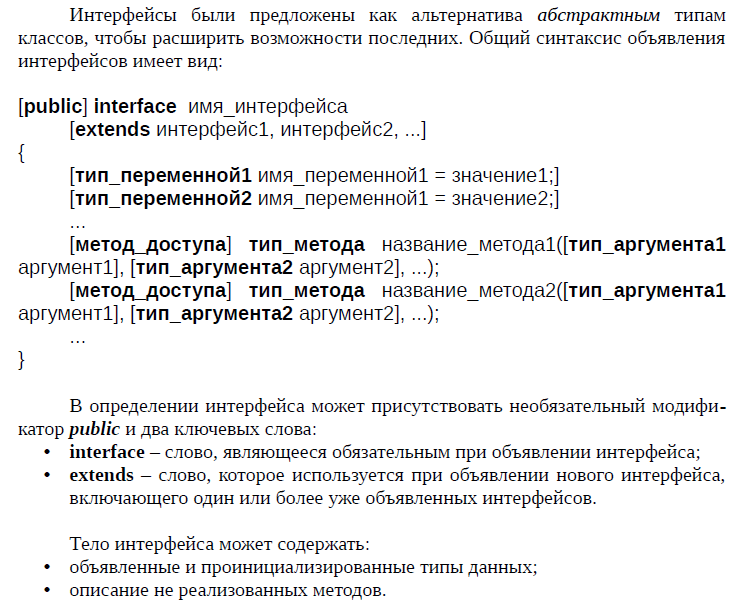 Интерфейсы были предложены как альтернатива абстрактным типам
классов, чтобы расширить возможности последних. Общий синтаксис объявления
интерфейсов имеет вид:
[public] interface имя_интерфейса
[extends интерфейс1, интерфейс2, ...]
{
[тип_переменной1 имя_переменной1 = значение1;]
[тип_переменной2 имя_переменной1 = значение2;]
...
[метод_доступа] тип_метода название_метода1([тип_аргумента1
аргумент1], [тип_аргумента2 аргумент2], ...);
[метод_доступа] тип_метода название_метода2([тип_аргумента1
аргумент1], [тип_аргумента2 аргумент2], ...);
...
}
В определении интерфейса может присутствовать необязательный модифи-
катор public и два ключевых слова:
• interface – слово, являющееся обязательным при объявлении интерфейса;
• extends – слово, которое используется при объявлении нового интерфейса,
включающего один или более уже объявленных интерфейсов.
Тело интерфейса может содержать:
• объявленные и проинициализированные типы данных;
• описание не реализованных методов.